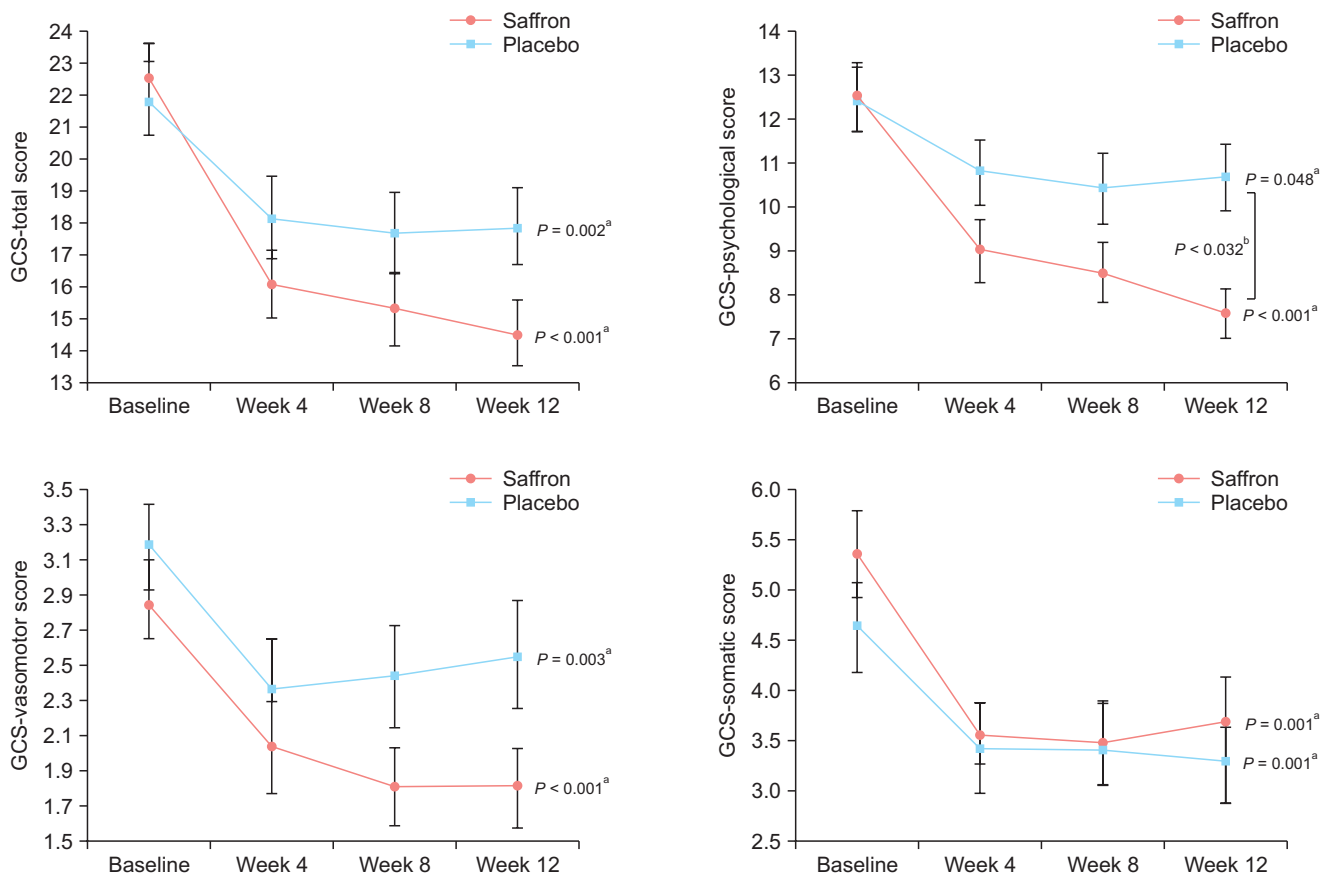 Saffron
Placebo
GCS-total score
24
23
22
21
20
19
18
17
16
15
14
13
P = 0.002a
P < 0.001a
Baseline Week 4 Week 8 Week 12
Saffron
Placebo
GCS-psychological score
14
13
12
11
10
9
8
7
6
P = 0.048a
P < 0.032b
P < 0.001a
Baseline Week 4 Week 8 Week 12
Saffron
Placebo
GCS-vasomotor score
3.5
3.3
3.1
2.9
2.7
2.5
2.3
2.1
1.9
1.7
1.5
P = 0.003a
P < 0.001a
Baseline Week 4 Week 8 Week 12
Saffron
Placebo
GCS-somatic score
6.0
5.5
5.0
4.5
4.0
3.5
3.0
2.5
P = 0.001a
P = 0.001a
Baseline Week 4 Week 8 Week 12